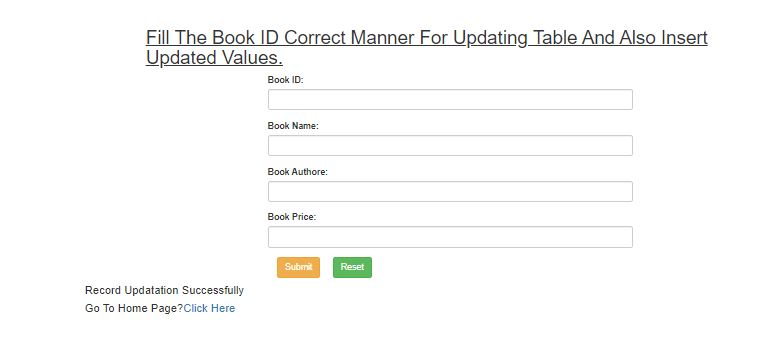 Fill The Book ID Correct Manner For Updating Table And Also Insert
Updated Values.
Book ID:
Book Name:
Book Authore:
Book Price:
Submit Reset
Record Updatation Successfully
Go To Home Page?Click Here